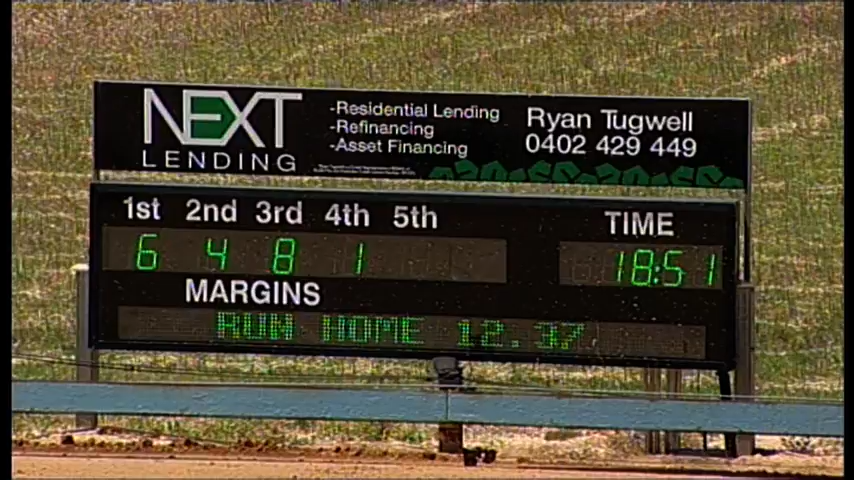 NEXT
LENDING
-Residential Lending
-Refinancing
-Asset Financing
Ryan Tugwell
0402 429 449
1st 2nd 3rd 4th 5th TIME
6 4 8 1 18:51
MARGINS
RUN HOME 12.37